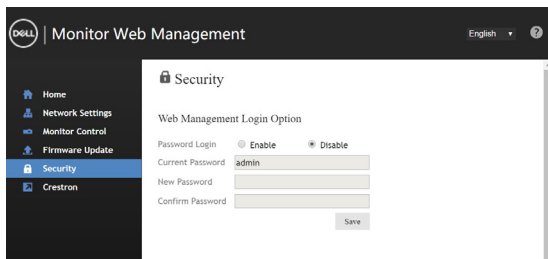 DELL | Monitor Web Management
English ▾ ?
Home
Network Settings
Monitor Control
Firmware Update
Security
Crestron
Security
Web Management Login Option
Password Login Enable Disable
Current Password admin
New Password
Confirm Password
Save